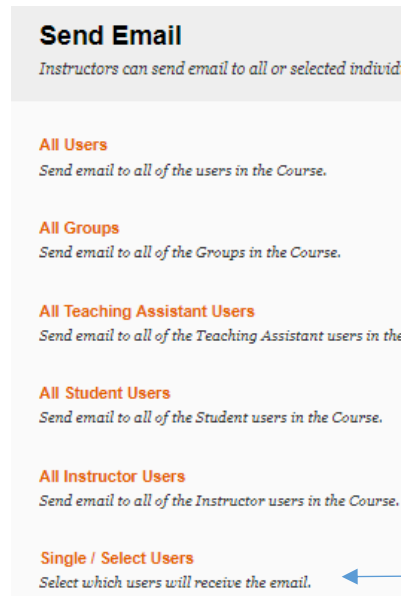 Send Email
Instructors can send email to all or selected individ
All Users
Send email to all of the users in the Course.
All Groups
Send email to all of the Groups in the Course.
All Teaching Assistant Users
Send email to all of the Teaching Assistant users in the
All Student Users
Send email to all of the Student users in the Course.
All Instructor Users
Send email to all of the Instructor users in the Course.
Single / Select Users
Select which users will receive the email.